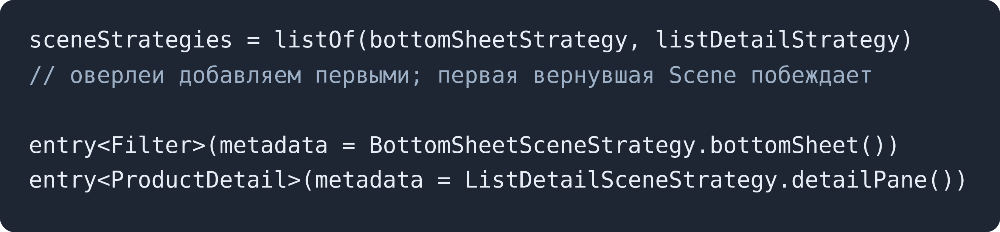 sceneStrategies = listOf(bottomSheetStrategy, listDetailStrategy)
// оверлеи добавляем первыми; первая вернувшая Scene побеждает
entry<Filter>(metadata = BottomSheetSceneStrategy.bottomSheet())
entry<ProductDetail>(metadata = ListDetailSceneStrategy.detailPane())